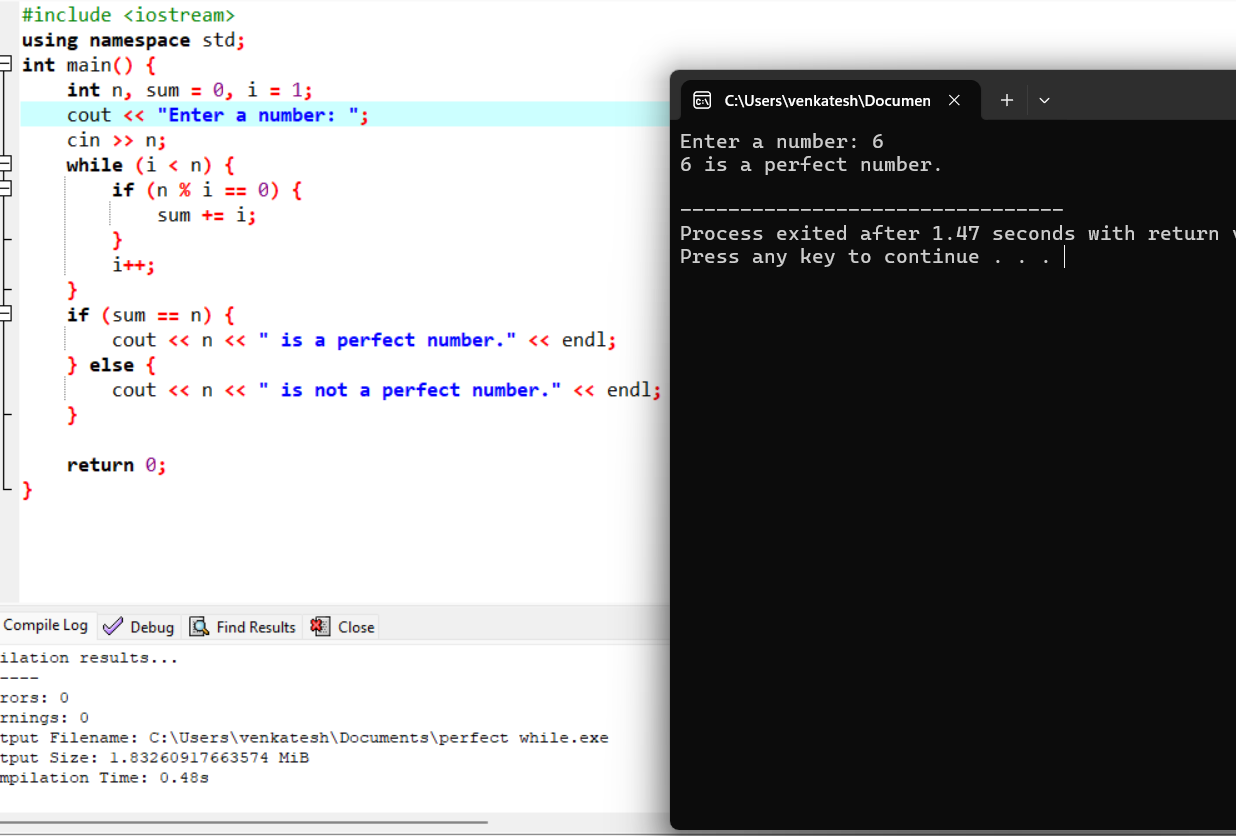 #include <iostream>
using namespace std;
int main() {
int n, sum = 0, i = 1;
cout << "Enter a number: ";
cin >> n;
while (i < n) {
if (n % i == 0) {
sum += i;
}
i++;
}
if (sum == n) {
cout << n << " is a perfect number." << endl;
} else {
cout << n << " is not a perfect number." << endl;
}
return 0;
}
C:\Users\venkatesh\Documen
Enter a number: 6
6 is a perfect number.
--------------------------------
Process exited after 1.47 seconds with return
Press any key to continue . . .
Compile Log Debug Find Results Close
ilation results...
----
rors: 0
rnings: 0
tput Filename: C:\Users\venkatesh\Documents\perfect while.exe
tput Size: 1.83260917663574 MiB
mpilation Time: 0.48s